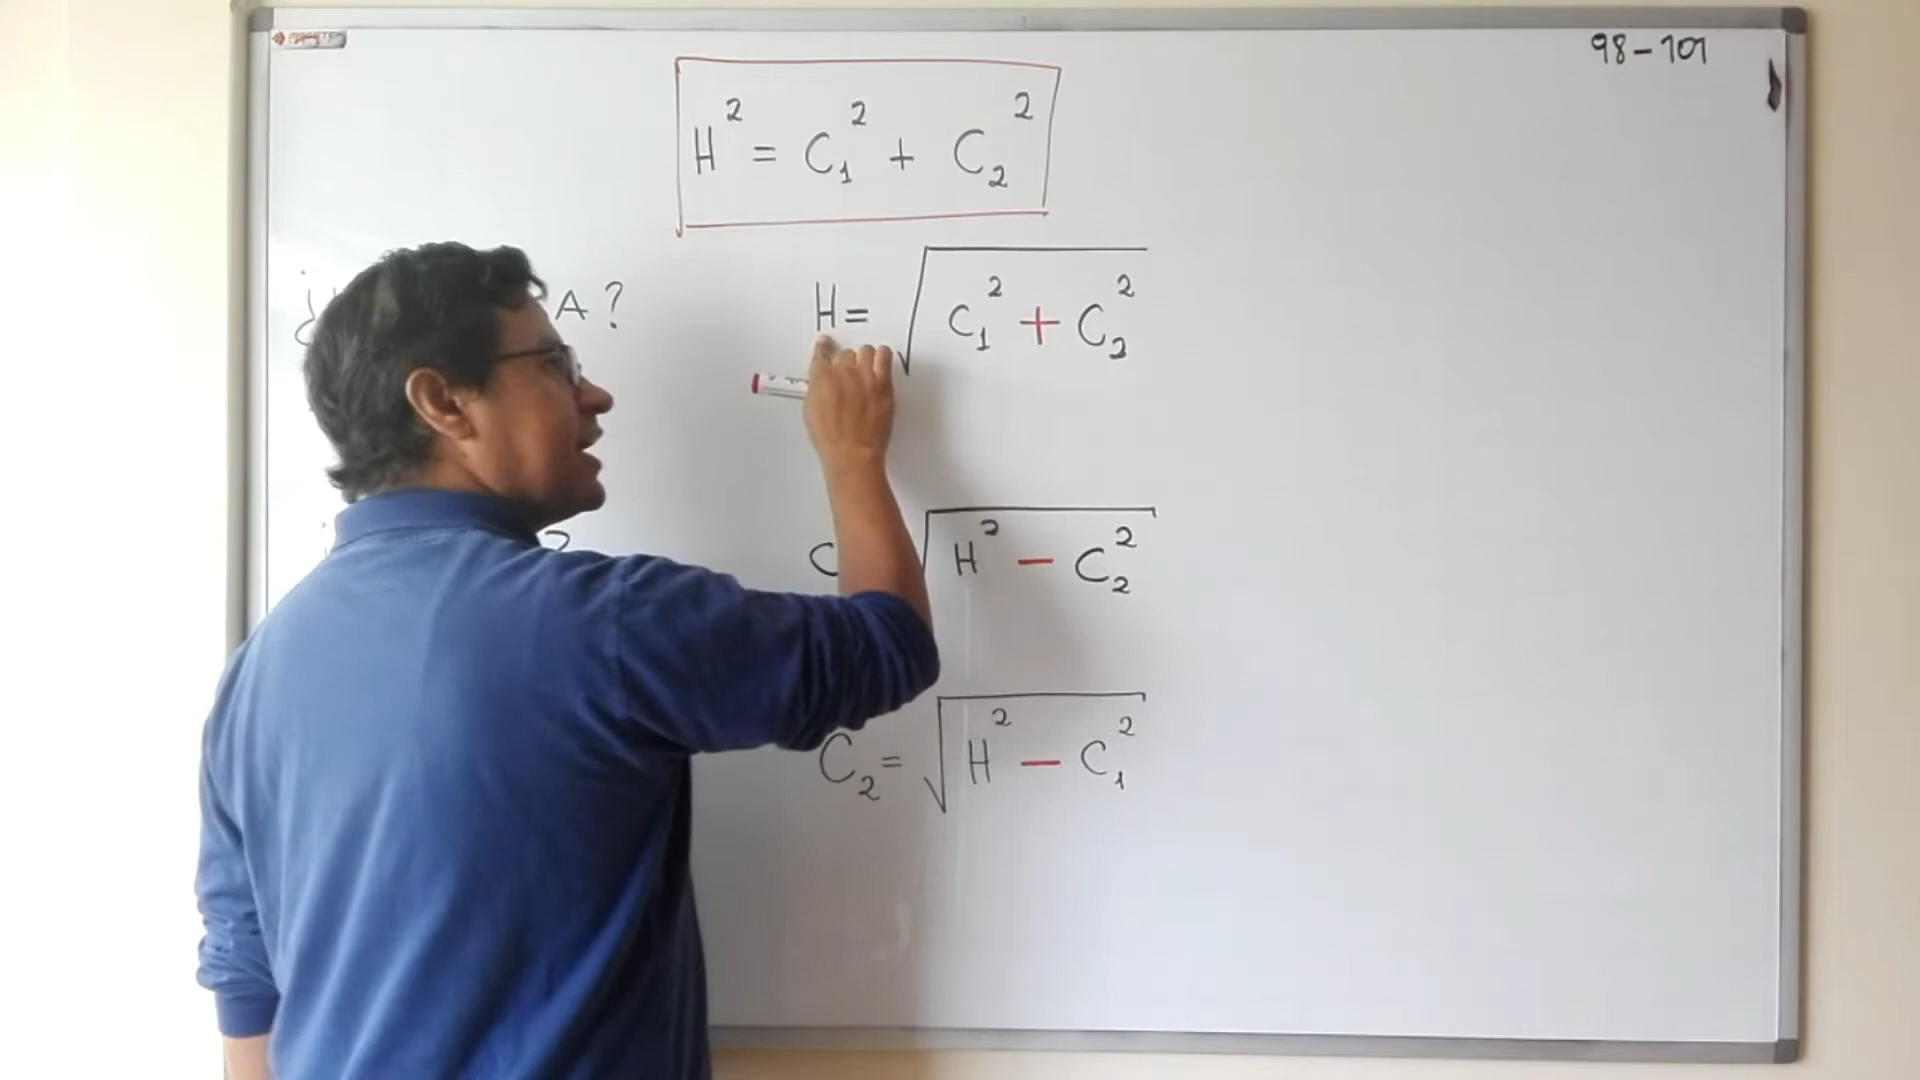 98-101
H² = C₁² + C₂²
A?
H = √(C₁² + C₂²)
?
C √(H² − C₂²)
C₂ = √(H² − C₁²)